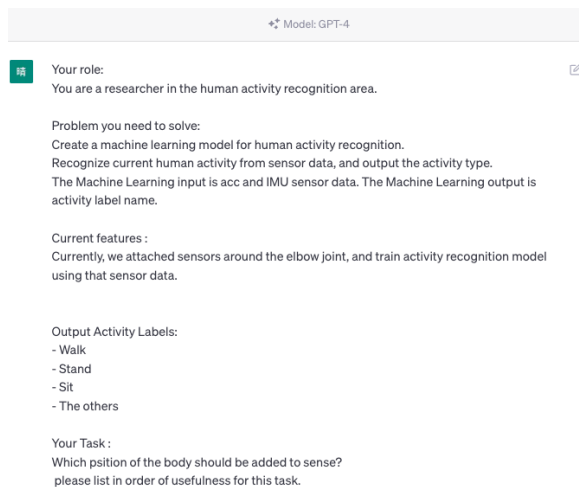 Model: GPT-4
晴
Your role:
You are a researcher in the human activity recognition area.
Problem you need to solve:
Create a machine learning model for human activity recognition.
Recognize current human activity from sensor data, and output the activity type.
The Machine Learning input is acc and IMU sensor data. The Machine Learning output is
activity label name.
Current features :
Currently, we attached sensors around the elbow joint, and train activity recognition model
using that sensor data.
Output Activity Labels:
- Walk
- Stand
- Sit
- The others
Your Task :
Which psition of the body should be added to sense?
please list in order of usefulness for this task.